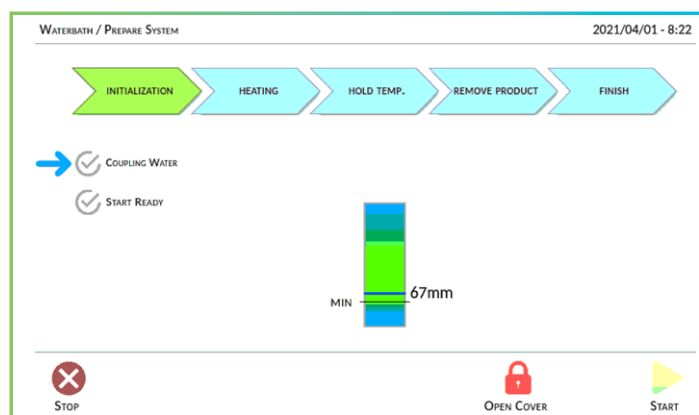 Waterbath / Prepare System
2021/04/01 - 8:22
INITIALIZATION
HEATING
HOLD TEMP.
REMOVE PRODUCT
FINISH
Coupling Water
Start Ready
67mm
MIN
Stop
Open Cover
Start